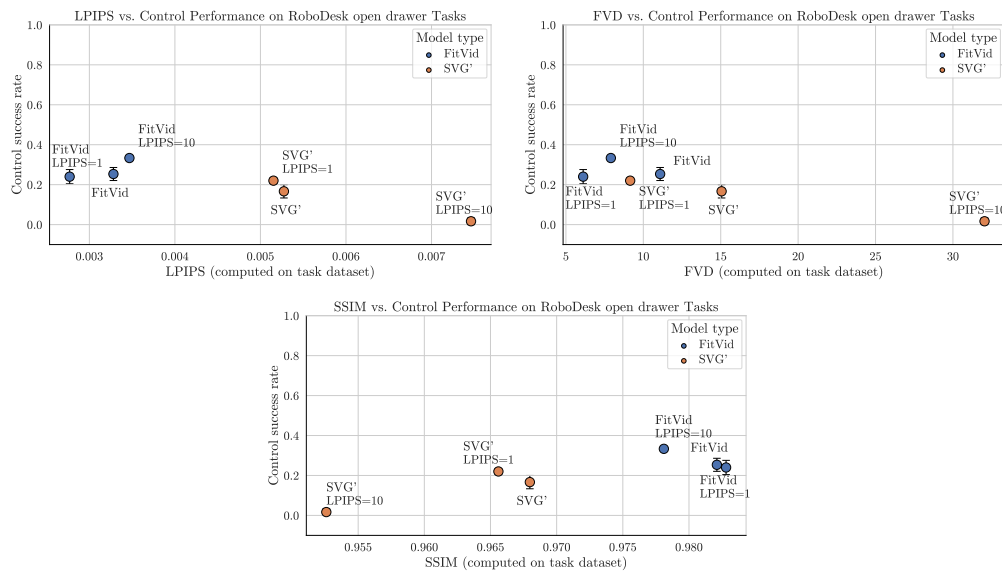 LPIPS vs. Control Performance on RoboDesk open drawer Tasks
Control success rate
1.0
0.8
0.6
0.4
0.2
0.0
Model type
FitVid
SVG'
FitVid
LPIPS=1
FitVid
FitVid
LPIPS=10
SVG'
LPIPS=1
SVG'
SVG'
LPIPS=10
0.003 0.004 0.005 0.006 0.007
LPIPS (computed on task dataset)
FVD vs. Control Performance on RoboDesk open drawer Tasks
Control success rate
1.0
0.8
0.6
0.4
0.2
0.0
Model type
FitVid
SVG'
FitVid
LPIPS=10
FitVid
FitVid
LPIPS=1
SVG'
LPIPS=1
SVG'
SVG'
LPIPS=10
5 10 15 20 25 30
FVD (computed on task dataset)
SSIM vs. Control Performance on RoboDesk open drawer Tasks
Control success rate
1.0
0.8
0.6
0.4
0.2
0.0
Model type
FitVid
SVG'
SVG'
LPIPS=10
SVG'
LPIPS=1
SVG'
FitVid
LPIPS=10
FitVid
FitVid
LPIPS=1
0.955 0.960 0.965 0.970 0.975 0.980
SSIM (computed on task dataset)